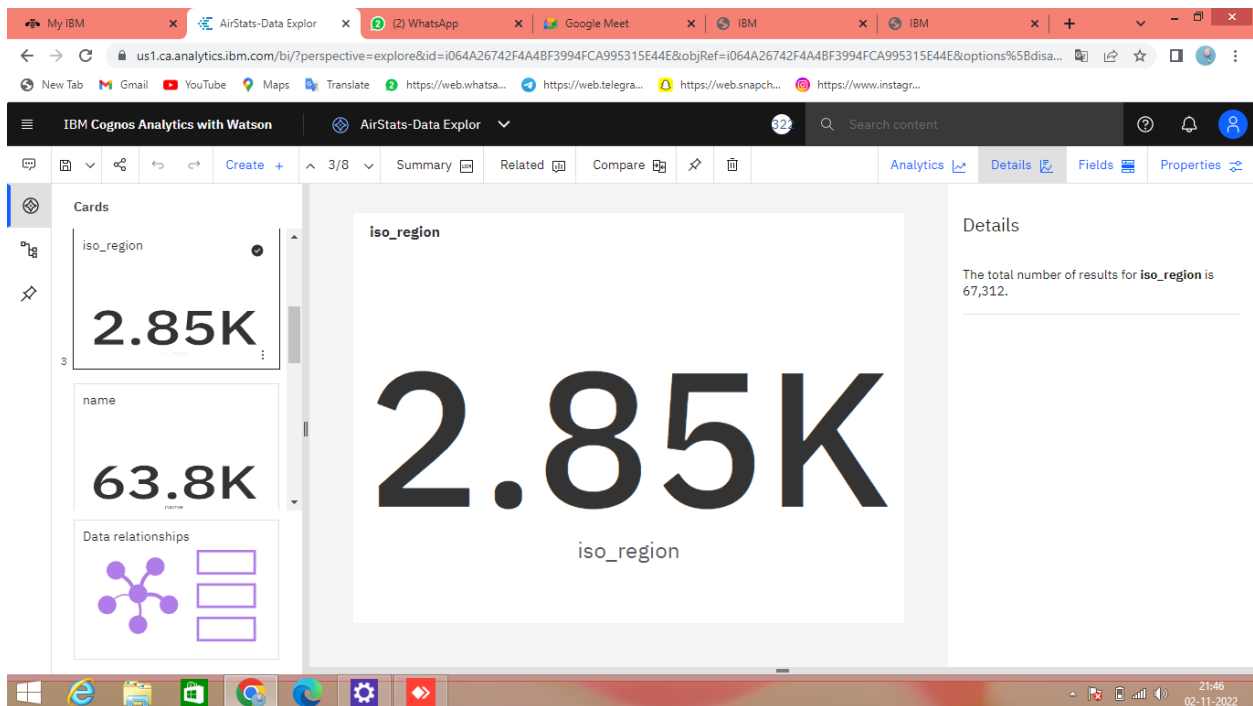 My IBM
AirStats-Data Explor
(2) WhatsApp
Google Meet
IBM
IBM
us1.ca.analytics.ibm.com/bi/?perspective=explore&id=i064A26742F4A4BF3994FCA995315E44E&objRef=i064A26742F4A4BF3994FCA995315E44E&options%5Bdisa...
New Tab Gmail YouTube Maps Translate https://web.whatsa... https://web.telegra... https://web.snapch... https://www.instagr...
IBM Cognos Analytics with Watson AirStats-Data Explor 322 Search content
Create + 3/8 Summary Related Compare Analytics Details Fields Properties
Cards
iso_region
2.85K
iso_region
3
name
63.8K
name
Data relationships
iso_region
2.85K
iso_region
Details
The total number of results for iso_region is
67,312.
21:46
02-11-2022